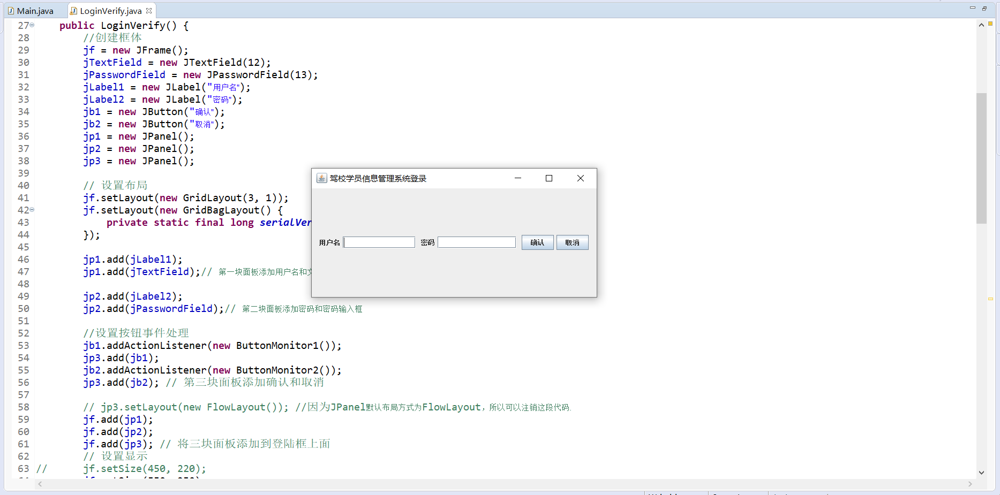 Main.java
LoginVerify.java
27 public LoginVerify() {
28 //创建框体
29 jf = new JFrame();
30 jTextField = new JTextField(12);
31 jPasswordField = new JPasswordField(13);
32 jLabel1 = new JLabel("用户名");
33 jLabel2 = new JLabel("密码");
34 jb1 = new JButton("确认");
35 jb2 = new JButton("取消");
36 jp1 = new JPanel();
37 jp2 = new JPanel();
38 jp3 = new JPanel();
39
40 // 设置布局
41 jf.setLayout(new GridLayout(3, 1));
42 jf.setLayout(new GridBagLayout() {
43 private static final long serialVer
44 });
45
46 jp1.add(jLabel1);
47 jp1.add(jTextField);// 第一块面板添加用户名和
48
49 jp2.add(jLabel2);
50 jp2.add(jPasswordField);// 第二块面板添加密码和密码输入框
51
52 //设置按钮事件处理
53 jb1.addActionListener(new ButtonMonitor1());
54 jp3.add(jb1);
55 jb2.addActionListener(new ButtonMonitor2());
56 jp3.add(jb2); // 第三块面板添加确认和取消
57
58 // jp3.setLayout(new FlowLayout()); //因为JPanel默认布局方式为FlowLayout，所以可以注销这段代码.
59 jf.add(jp1);
60 jf.add(jp2);
61 jf.add(jp3); // 将三块面板添加到登陆框上面
62 // 设置显示
63 // jf.setSize(450, 220);
驾校学员信息管理系统登录
用户名 密码 确认 取消